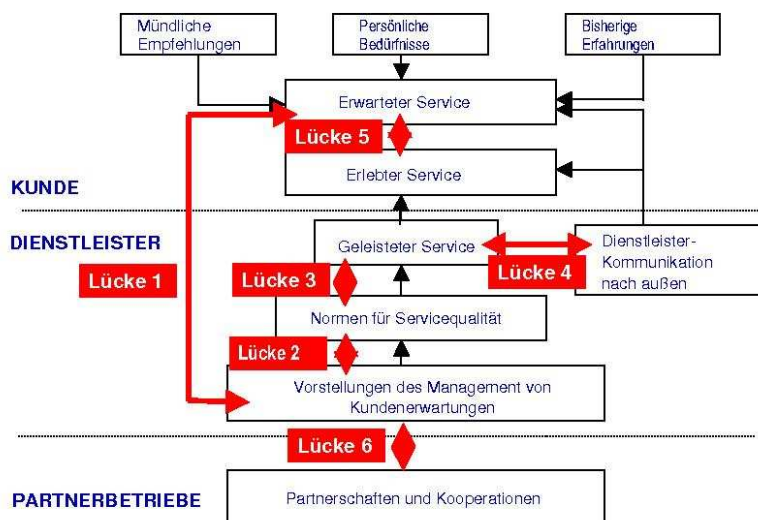 Mündliche
Empfehlungen
Persönliche
Bedürfnisse
Bisherige
Erfahrungen
Erwarteter Service
Lücke 5
Erlebter Service
KUNDE
DIENSTLEISTER
Geleisteter Service
Dienstleister-
Kommunikation
nach außen
Lücke 1
Lücke 3
Lücke 4
Normen für Servicequalität
Lücke 2
Vorstellungen des Management von
Kundenerwartungen
Lücke 6
PARTNERBETRIEBE
Partnerschaften und Kooperationen